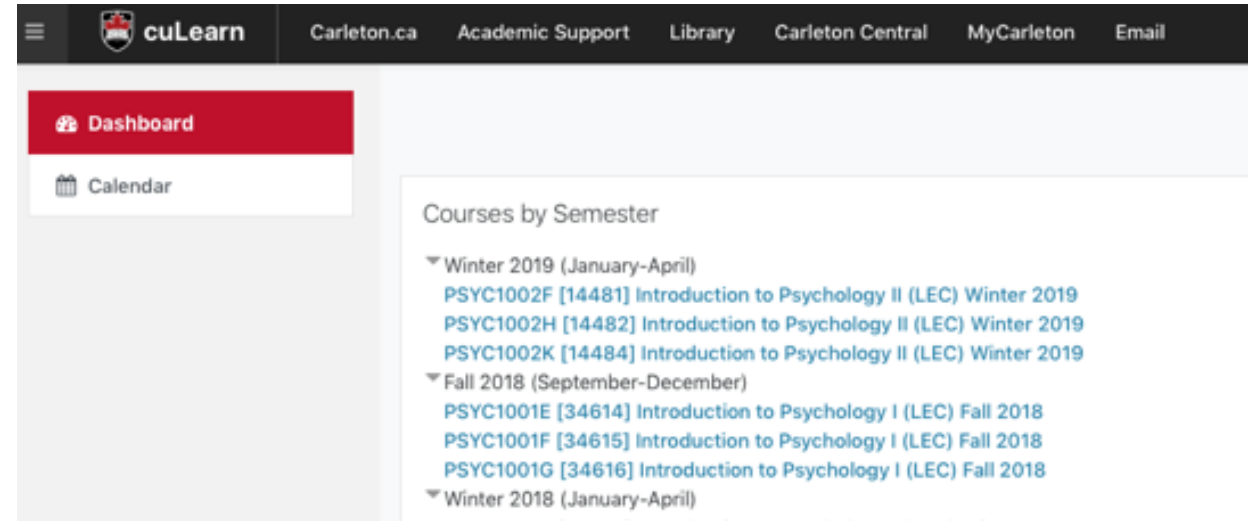 cuLearn Carleton.ca Academic Support Library Carleton Central MyCarleton Email
Dashboard
Calendar
Courses by Semester
Winter 2019 (January-April)
PSYC1002F [14481] Introduction to Psychology II (LEC) Winter 2019
PSYC1002H [14482] Introduction to Psychology II (LEC) Winter 2019
PSYC1002K [14484] Introduction to Psychology II (LEC) Winter 2019
Fall 2018 (September-December)
PSYC1001E [34614] Introduction to Psychology I (LEC) Fall 2018
PSYC1001F [34615] Introduction to Psychology I (LEC) Fall 2018
PSYC1001G [34616] Introduction to Psychology I (LEC) Fall 2018
Winter 2018 (January-April)